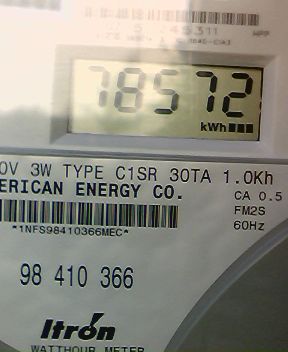 78572
kWh
0V 3W TYPE C1SR 30TA 1.0Kh
ERICAN ENERGY CO.
CA 0.5
*1NFS98410366MEC*
FM2S
60Hz
98 410 366
Itron
WATTHOUR METER